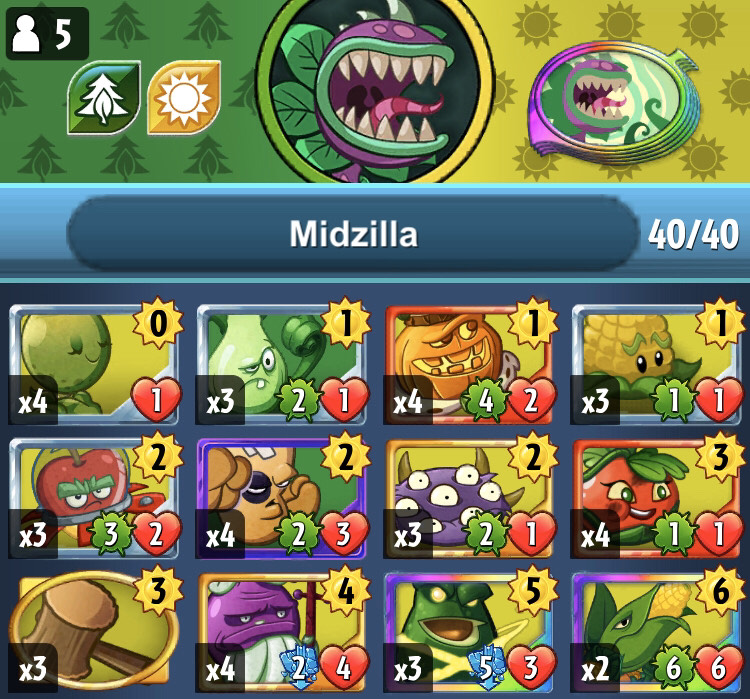 5
Midzilla 40/40
0 1 1 1
x4 1 x3 2 1 x4 4 2 x3 1 1
2 2 2 3
x3 3 2 x4 2 3 x3 2 1 x4 1 1
3 4 5 6
x3 x4 2 4 x3 5 3 x2 6 6